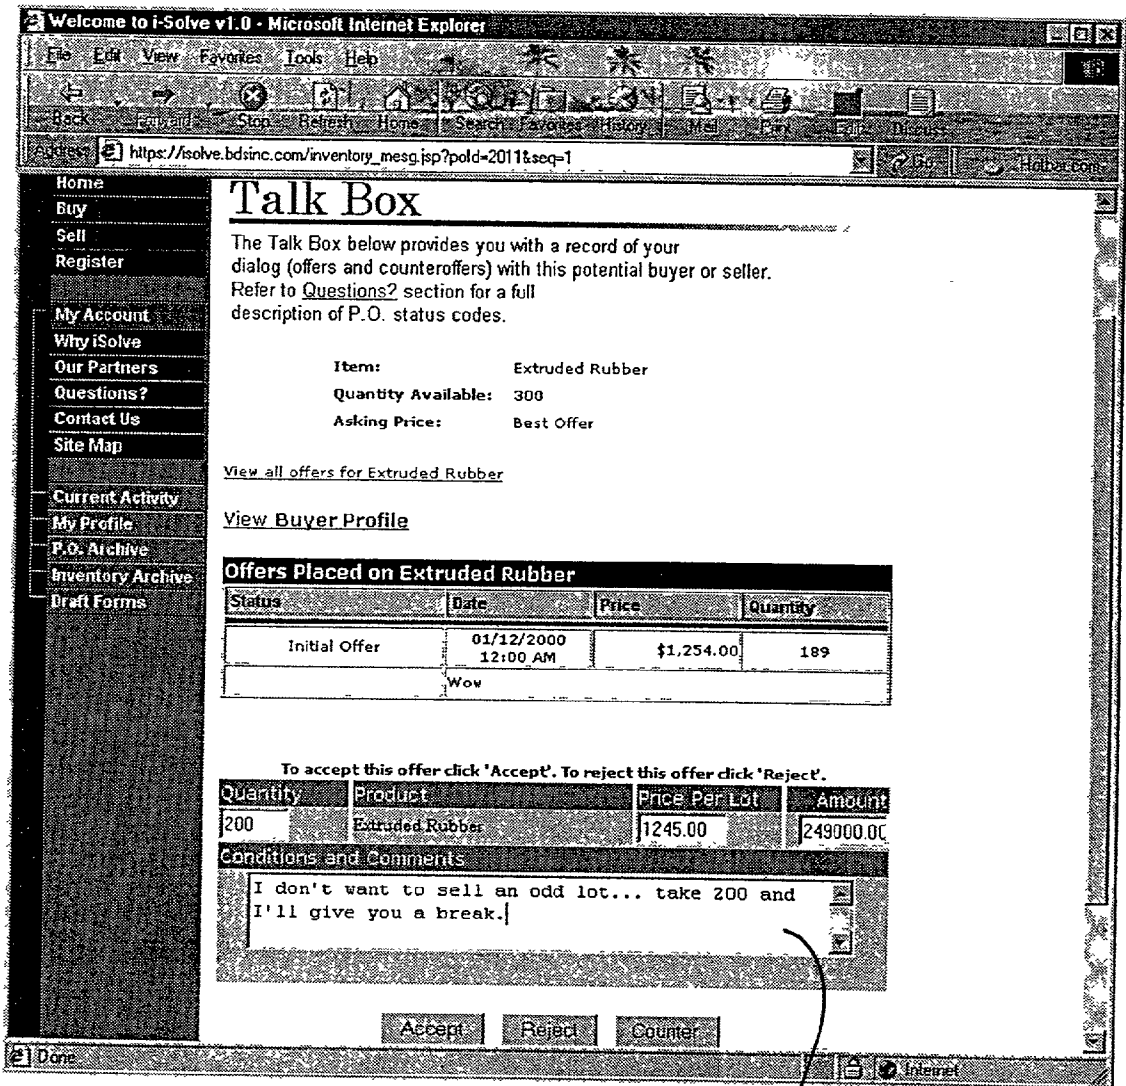 Welcome to i-Solve v1.0 - Microsoft Internet Explorer
File Edit View Favorites Tools Help
Back Forward Stop Refresh Home Search Favorites History Mail Print Edit Discuss
Address https://isolve.bdsinc.com/inventory_mesg.jsp?poId=2011&seq=1 Go
Home
Buy
Sell
Register
My Account
Why iSolve
Our Partners
Questions?
Contact Us
Site Map
Current Activity
My Profile
P.O. Archive
Inventory Archive
Draft Forms
Talk Box
The Talk Box below provides you with a record of your
dialog (offers and counteroffers) with this potential buyer or seller.
Refer to Questions? section for a full
description of P.O. status codes.
Item: Extruded Rubber
Quantity Available: 300
Asking Price: Best Offer
View all offers for Extruded Rubber
View Buyer Profile
Offers Placed on Extruded Rubber
Status Date Price Quantity
Initial Offer 01/12/2000 12:00 AM $1,254.00 189
Wow
To accept this offer click 'Accept'. To reject this offer click 'Reject'.
Quantity Product Price Per Lot Amount
200 Extruded Rubber 1245.00 249000.00
Conditions and Comments
I don't want to sell an odd lot... take 200 and
I'll give you a break.
Accept Reject Counter
Done Internet